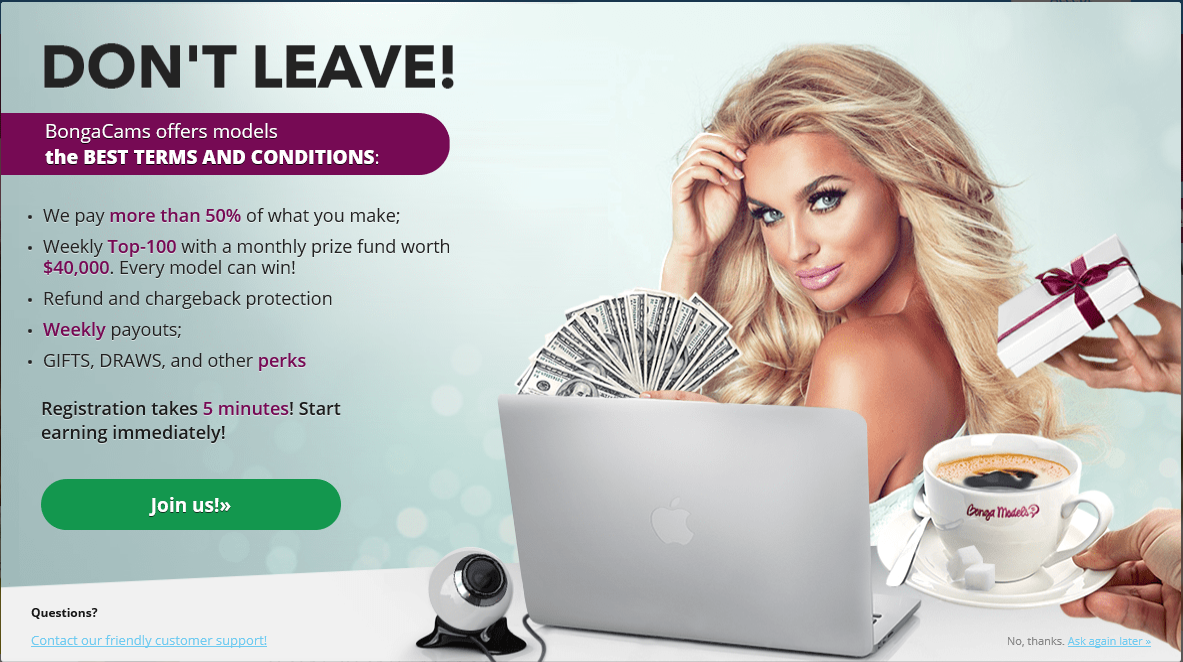 DON'T LEAVE!
BongaCams offers models
the BEST TERMS AND CONDITIONS:
• We pay more than 50% of what you make;
• Weekly Top-100 with a monthly prize fund worth
$40,000. Every model can win!
• Refund and chargeback protection
• Weekly payouts;
• GIFTS, DRAWS, and other perks
Registration takes 5 minutes! Start
earning immediately!
Join us!»
Bonga Models
Questions?
Contact our friendly customer support!
No, thanks. Ask again later »